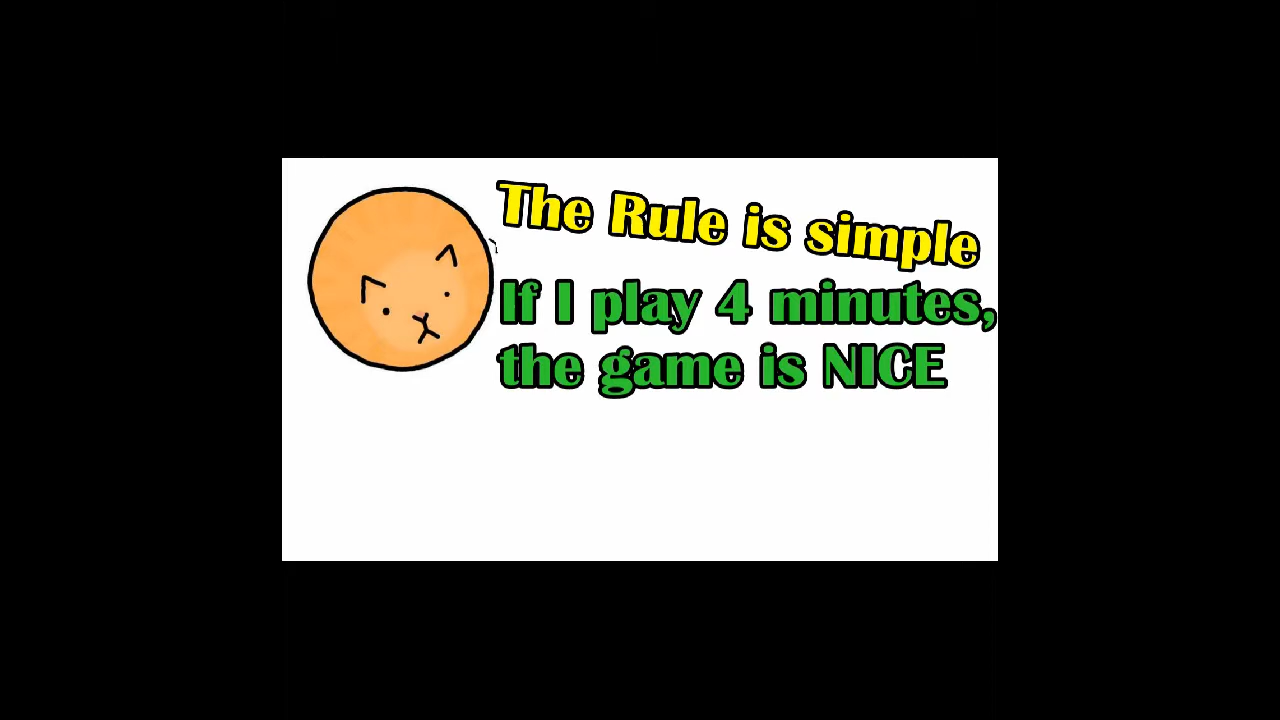 The Rule is simple
If I play 4 minutes,
the game is NICE